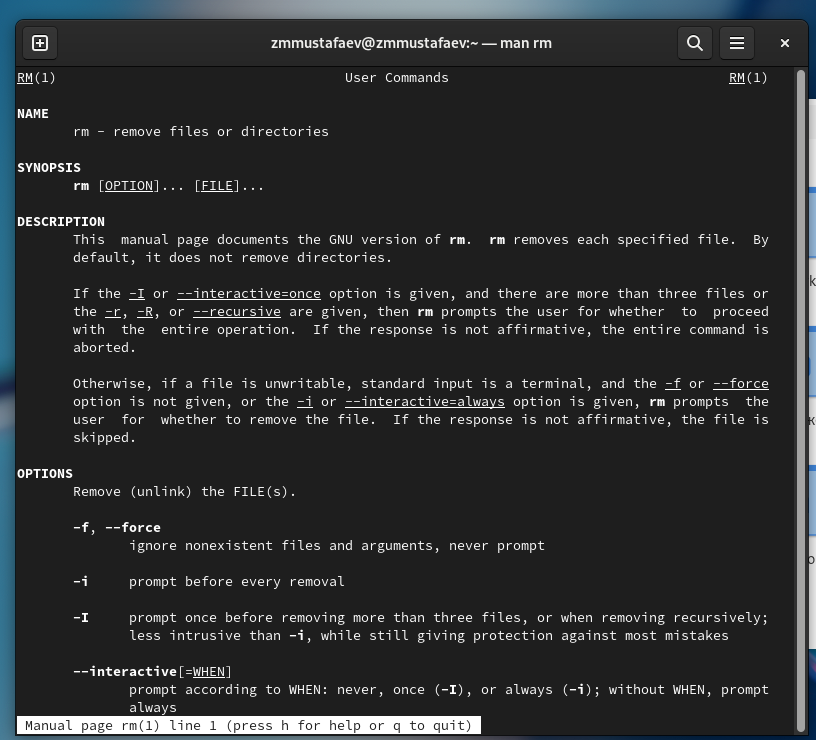 zmmustafaev@zmmustafaev:~ — man rm
RM(1) User Commands RM(1)
NAME
rm - remove files or directories
SYNOPSIS
rm [OPTION]... [FILE]...
DESCRIPTION
This manual page documents the GNU version of rm. rm removes each specified file. By
default, it does not remove directories.
If the -I or --interactive=once option is given, and there are more than three files or
the -r, -R, or --recursive are given, then rm prompts the user for whether to proceed
with the entire operation. If the response is not affirmative, the entire command is
aborted.
Otherwise, if a file is unwritable, standard input is a terminal, and the -f or --force
option is not given, or the -i or --interactive=always option is given, rm prompts the
user for whether to remove the file. If the response is not affirmative, the file is
skipped.
OPTIONS
Remove (unlink) the FILE(s).
-f, --force
ignore nonexistent files and arguments, never prompt
-i prompt before every removal
-I prompt once before removing more than three files, or when removing recursively;
less intrusive than -i, while still giving protection against most mistakes
--interactive[=WHEN]
prompt according to WHEN: never, once (-I), or always (-i); without WHEN, prompt
always
Manual page rm(1) line 1 (press h for help or q to quit)